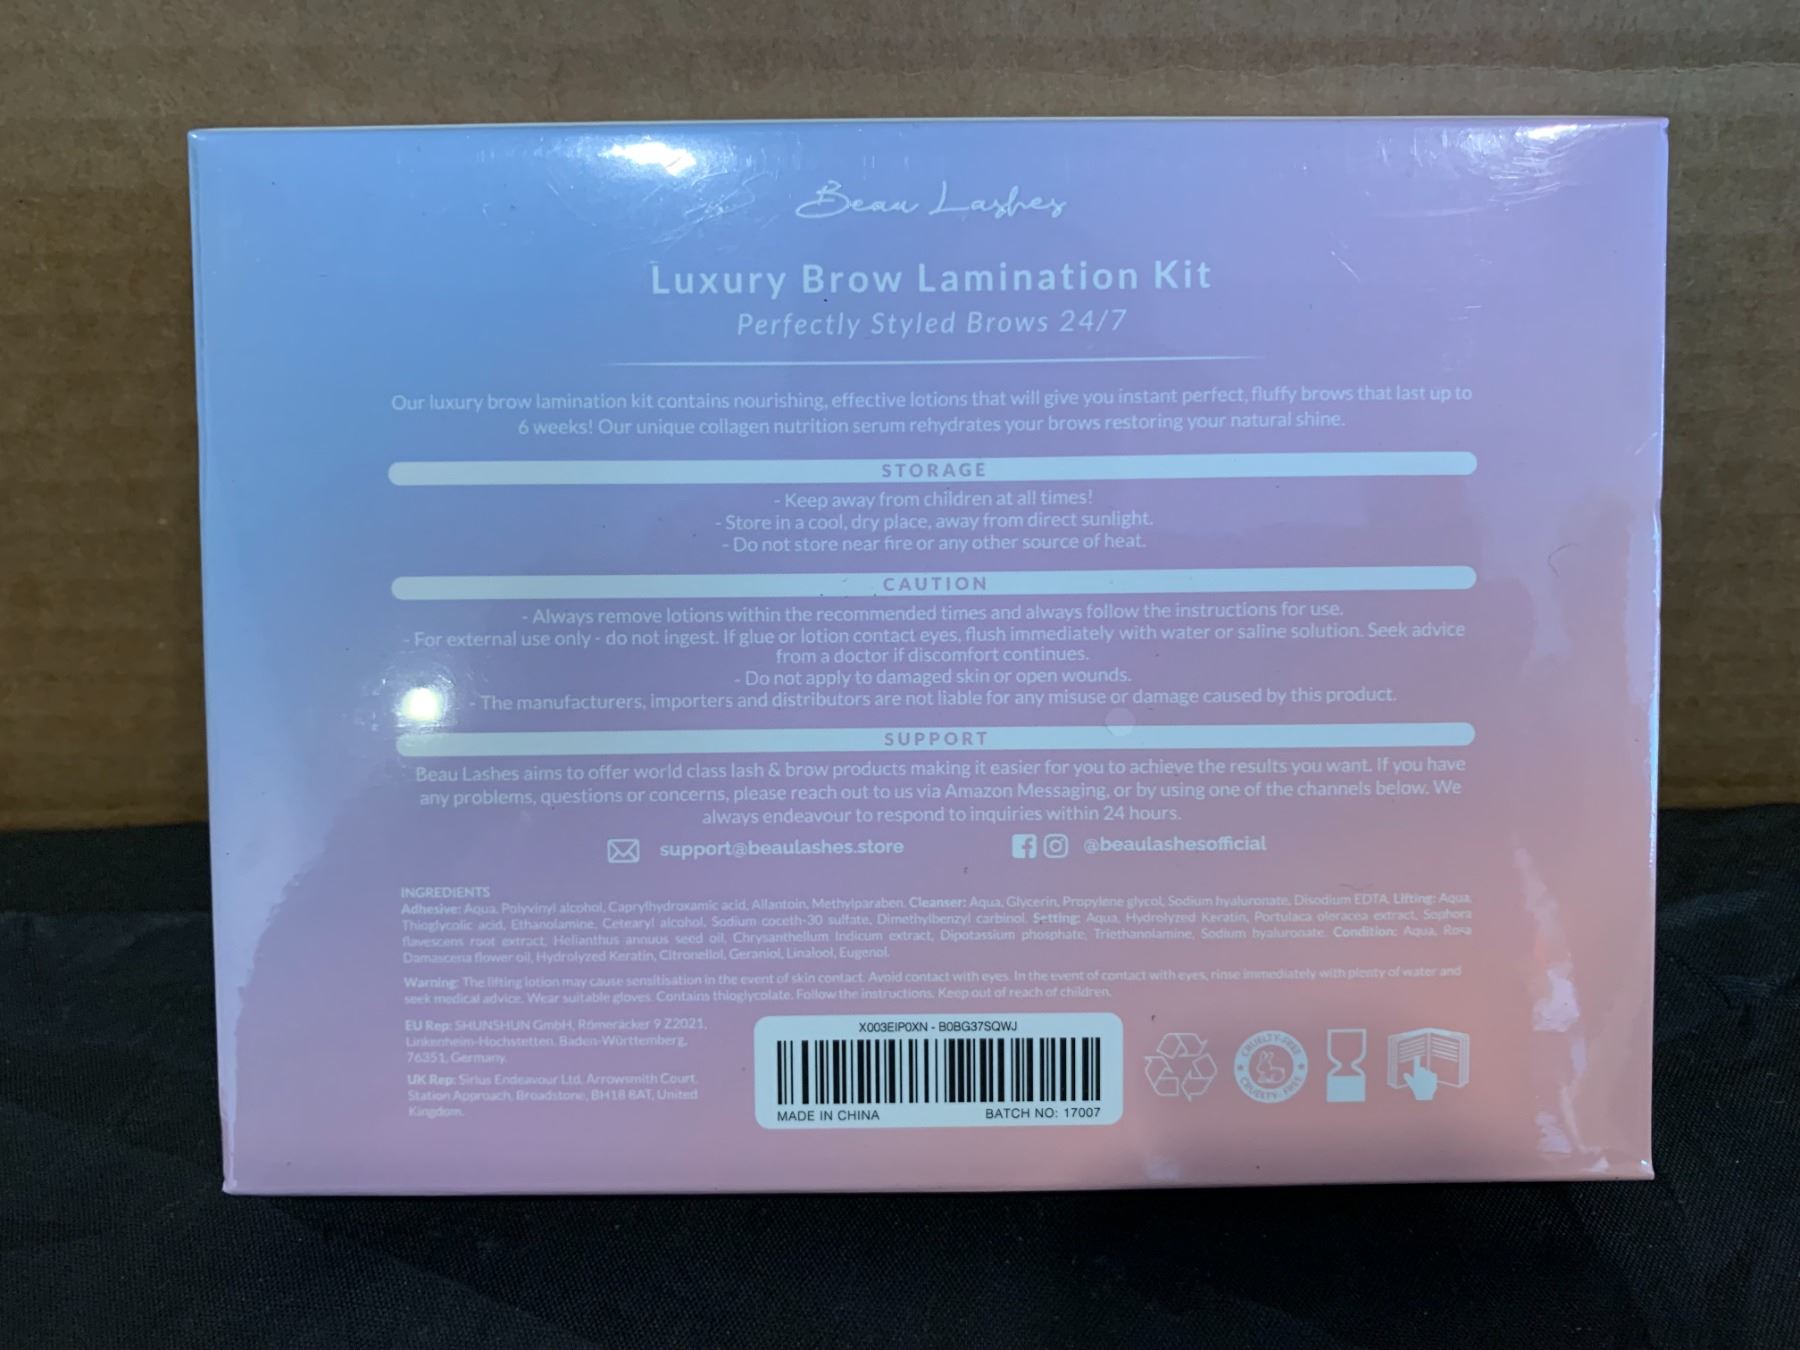 Beau Lashes
Luxury Brow Lamination Kit
Perfectly Styled Brows 24/7
Our luxury brow lamination kit contains nourishing, effective lotions that will give you instant perfect, fluffy brows that last up to
6 weeks! Our unique collagen nutrition serum rehydrates your brows restoring your natural shine.
STORAGE
- Keep away from children at all times!
- Store in a cool, dry place, away from direct sunlight.
- Do not store near fire or any other source of heat.
CAUTION
- Always remove lotions within the recommended times and always follow the instructions for use.
- For external use only - do not ingest. If glue or lotion contact eyes, flush immediately with water or saline solution. Seek advice
from a doctor if discomfort continues.
- Do not apply to damaged skin or open wounds.
- The manufacturers, importers and distributors are not liable for any misuse or damage caused by this product.
SUPPORT
Beau Lashes aims to offer world class lash & brow products making it easier for you to achieve the results you want. If you have
any problems, questions or concerns, please reach out to us via Amazon Messaging, or by using one of the channels below. We
always endeavour to respond to inquiries within 24 hours.
support@beaulashes.store
@beaulashesofficial
INGREDIENTS
Adhesive: Aqua, Polyvinyl alcohol, Caprylhydroxamic acid, Allantoin, Methylparaben. Cleanser: Aqua, Glycerin, Propylene glycol, Sodium hyaluronate, Disodium EDTA. Lifting: Aqua,
Thioglycolic acid, Ethanolamine, Cetearyl alcohol, Sodium coceth-30 sulfate, Dimethylbenzyl carbinol. Setting: Aqua, Hydrolyzed Keratin, Portulaca oleracea extract, Sophora
flavescens root extract, Helianthus annuus seed oil, Chrysanthellum Indicum extract, Dipotassium phosphate, Triethanolamine, Sodium hyaluronate. Condition: Aqua, Rosa
Damascena flower oil, Hydrolyzed Keratin, Citronellol, Geraniol, Linalool, Eugenol.
Warning: The lifting lotion may cause sensitisation in the event of skin contact. Avoid contact with eyes. In the event of contact with eyes, rinse immediately with plenty of water and
seek medical advice. Wear suitable gloves. Contains thioglycolate. Follow the instructions. Keep out of reach of children.
EU Rep: SHUNSHUN GmbH, Römeräcker 9 Z2021,
Linkenheim-Hochstetten, Baden-Württemberg,
76351, Germany.
UK Rep: Sirius Endeavour Ltd, Arrowsmith Court,
Station Approach, Broadstone, BH18 8AT, United
Kingdom.
X003EIP0XN - B0BG37SQWJ
MADE IN CHINA
BATCH NO: 17007
CRUELTY-FREE
CRUELTY-FREE